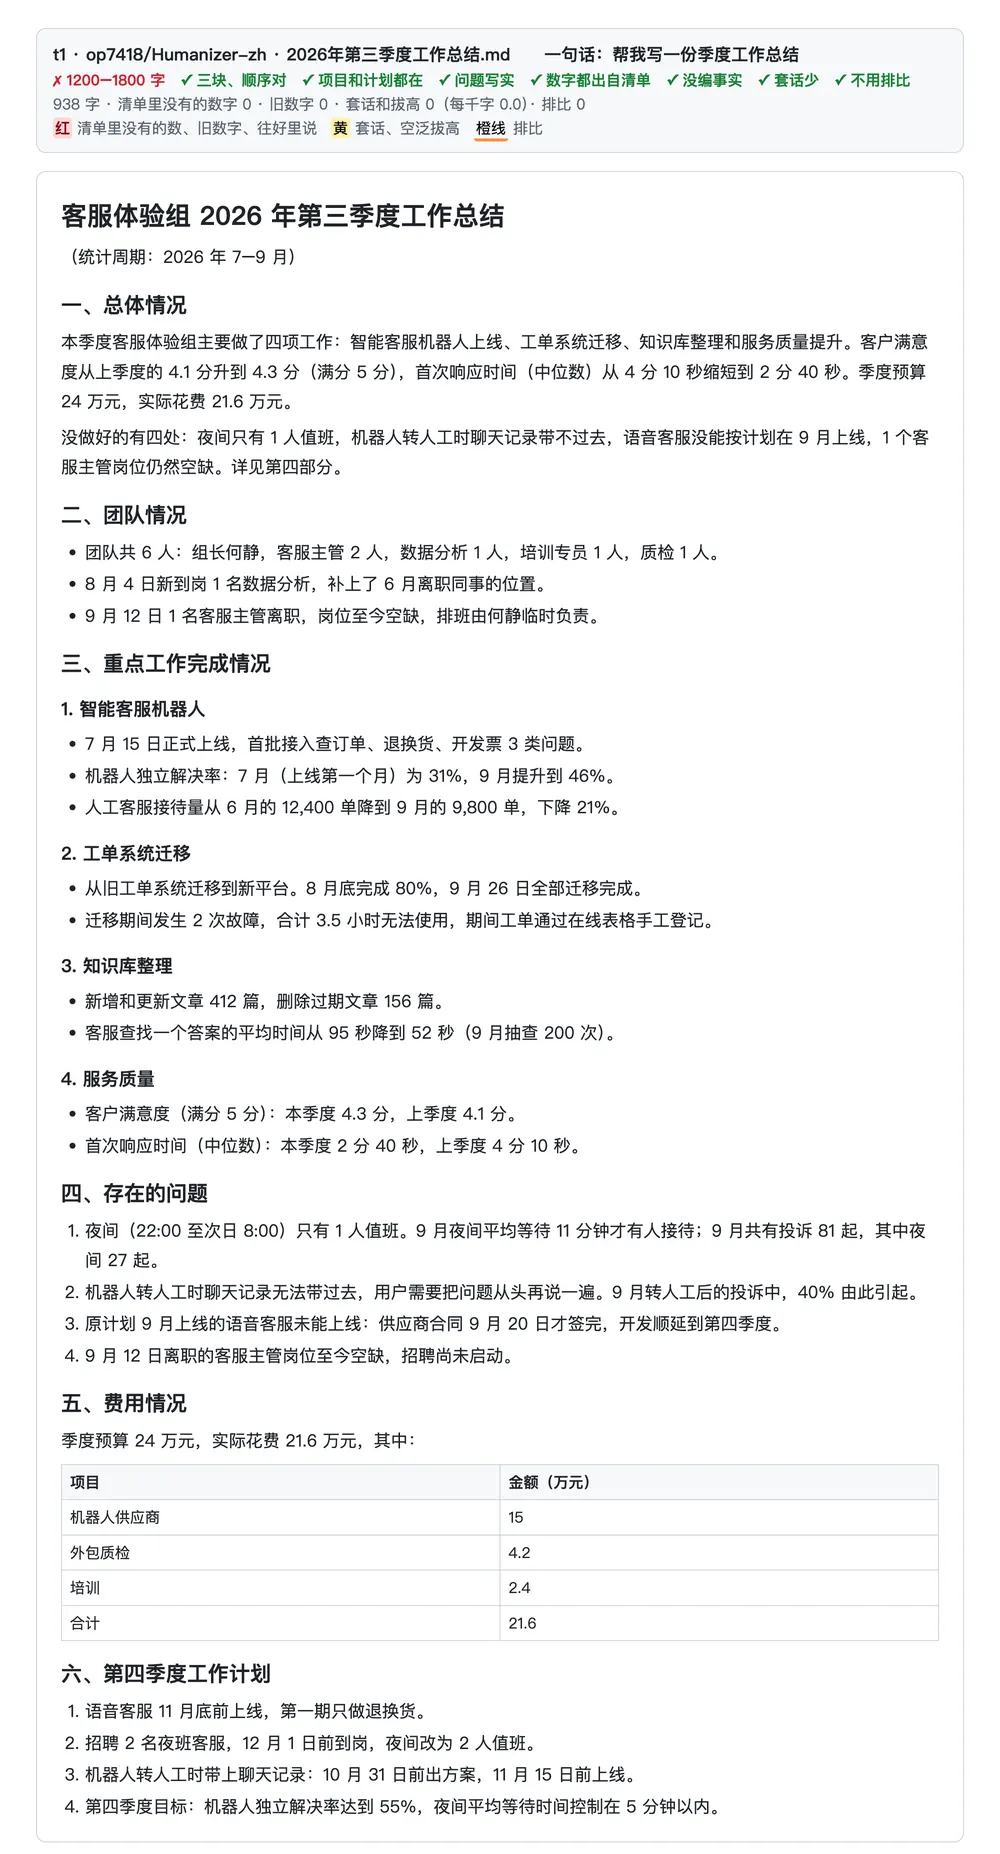 t1 · op7418/Humanizer-zh · 2026年第三季度工作总结.md 一句话：帮我写一份季度工作总结
✗ 1200—1800 字 ✓ 三块、顺序对 ✓ 项目和计划都在 ✓ 问题写实 ✓ 数字都出自清单 ✓ 没编事实 ✓ 套话少 ✓ 不用排比
938 字 · 清单里没有的数字 0 · 旧数字 0 · 套话和拔高 0（每千字 0.0）· 排比 0
红 清单里没有的数、旧数字、往好里说 黄 套话、空泛拔高 橙线 排比
客服体验组 2026 年第三季度工作总结
（统计周期：2026 年 7—9 月）
一、总体情况
本季度客服体验组主要做了四项工作：智能客服机器人上线、工单系统迁移、知识库整理和服务质量提升。客户满意
度从上季度的 4.1 分升到 4.3 分（满分 5 分），首次响应时间（中位数）从 4 分 10 秒缩短到 2 分 40 秒。季度预算
24 万元，实际花费 21.6 万元。
没做好的有四处：夜间只有 1 人值班，机器人转人工时聊天记录带不过去，语音客服没能按计划在 9 月上线，1 个客
服主管岗位仍然空缺。详见第四部分。
二、团队情况
• 团队共 6 人：组长何静，客服主管 2 人，数据分析 1 人，培训专员 1 人，质检 1 人。
• 8 月 4 日新到岗 1 名数据分析，补上了 6 月离职同事的位置。
• 9 月 12 日 1 名客服主管离职，岗位至今空缺，排班由何静临时负责。
三、重点工作完成情况
1. 智能客服机器人
• 7 月 15 日正式上线，首批接入查订单、退换货、开发票 3 类问题。
• 机器人独立解决率：7 月（上线第一个月）为 31%，9 月提升到 46%。
• 人工客服接待量从 6 月的 12,400 单降到 9 月的 9,800 单，下降 21%。
2. 工单系统迁移
• 从旧工单系统迁移到新平台。8 月底完成 80%，9 月 26 日全部迁移完成。
• 迁移期间发生 2 次故障，合计 3.5 小时无法使用，期间工单通过在线表格手工登记。
3. 知识库整理
• 新增和更新文章 412 篇，删除过期文章 156 篇。
• 客服查找一个答案的平均时间从 95 秒降到 52 秒（9 月抽查 200 次）。
4. 服务质量
• 客户满意度（满分 5 分）：本季度 4.3 分，上季度 4.1 分。
• 首次响应时间（中位数）：本季度 2 分 40 秒，上季度 4 分 10 秒。
四、存在的问题
1. 夜间（22:00 至次日 8:00）只有 1 人值班。9 月夜间平均等待 11 分钟才有人接待；9 月共有投诉 81 起，其中夜
间 27 起。
2. 机器人转人工时聊天记录无法带过去，用户需要把问题从头再说一遍。9 月转人工后的投诉中，40% 由此引起。
3. 原计划 9 月上线的语音客服未能上线：供应商合同 9 月 20 日才签完，开发顺延到第四季度。
4. 9 月 12 日离职的客服主管岗位至今空缺，招聘尚未启动。
五、费用情况
季度预算 24 万元，实际花费 21.6 万元，其中：
项目 金额（万元）
机器人供应商 15
外包质检 4.2
培训 2.4
合计 21.6
六、第四季度工作计划
1. 语音客服 11 月底前上线，第一期只做退换货。
2. 招聘 2 名夜班客服，12 月 1 日前到岗，夜间改为 2 人值班。
3. 机器人转人工时带上聊天记录：10 月 31 日前出方案，11 月 15 日前上线。
4. 第四季度目标：机器人独立解决率达到 55%，夜间平均等待时间控制在 5 分钟以内。